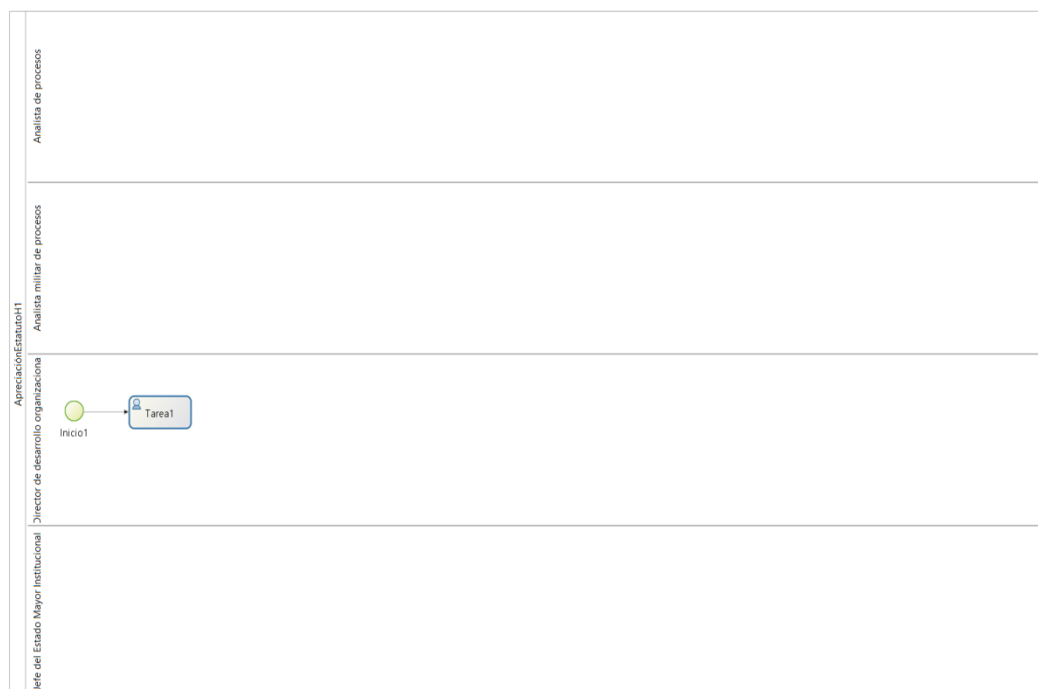 ApreciaciónEstatutoH1
Analista de procesos
Analista militar de procesos
Director de desarrollo organizaciona
Inicio1
Tarea1
Jefe del Estado Mayor Institucional